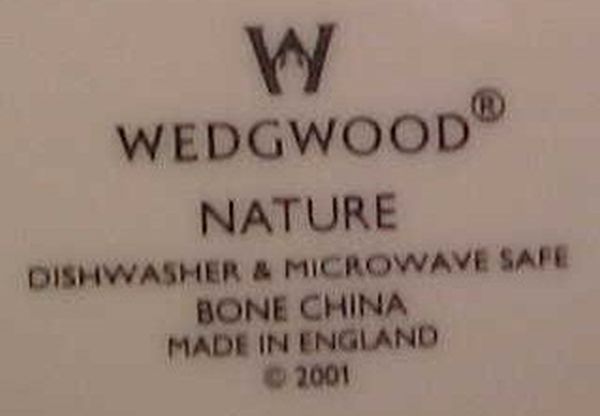 W
WEDGWOOD®
NATURE
DISHWASHER & MICROWAVE SAFE
BONE CHINA
MADE IN ENGLAND
© 2001